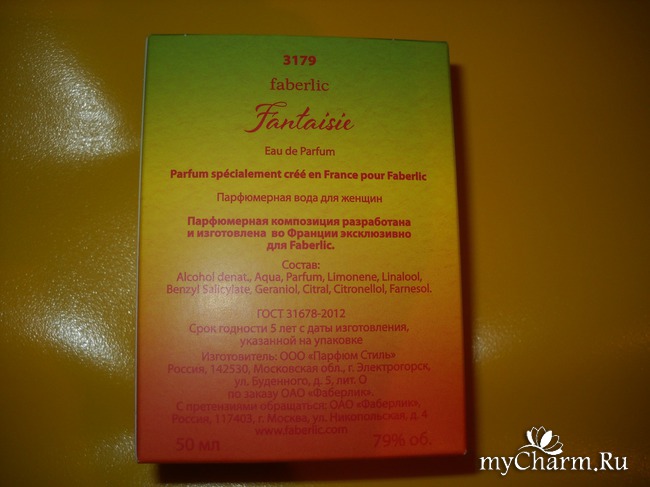 3179
faberlic
Fantaisie
Eau de Parfum
Parfum spécialement créé en France pour Faberlic
Парфюмерная вода для женщин
Парфюмерная композиция разработана
и изготовлена во Франции эксклюзивно
для Faberlic.
Состав:
Alcohol denat., Aqua, Parfum, Limonene, Linalool,
Benzyl Salicylate, Geraniol, Citral, Citronellol, Farnesol.
ГОСТ 31678-2012
Срок годности 5 лет с даты изготовления,
указанной на упаковке
Изготовитель: ООО «Парфюм Стиль»
Россия, 142530, Московская обл., г. Электрогорск,
ул. Буденного, д. 5, лит. О
по заказу ОАО «Фаберлик».
С претензиями обращаться: ОАО «Фаберлик»,
Россия, 117403, г. Москва, ул. Никопольская, д. 4
www.faberlic.com
50 мл 79% об.
myCharm.Ru